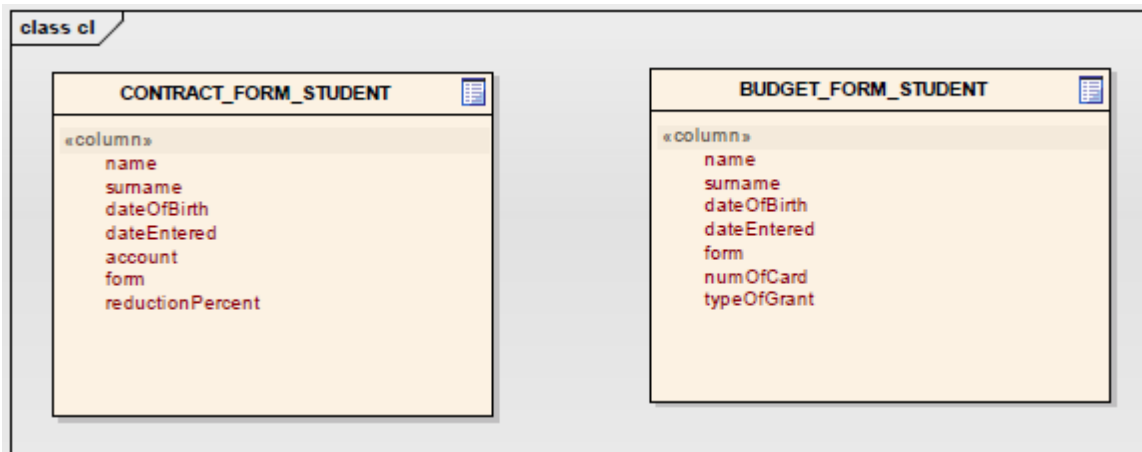 class cl
CONTRACT_FORM_STUDENT
«column»
name
surname
dateOfBirth
dateEntered
account
form
reductionPercent
BUDGET_FORM_STUDENT
«column»
name
surname
dateOfBirth
dateEntered
form
numOfCard
typeOfGrant